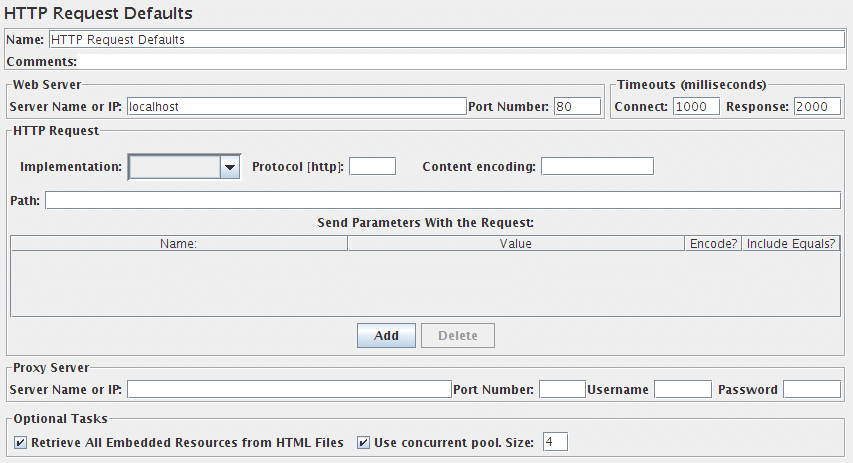 HTTP Request Defaults
Name: HTTP Request Defaults
Comments:
Web Server Timeouts (milliseconds)
Server Name or IP: localhost Port Number: 80 Connect: 1000 Response: 2000
HTTP Request
Implementation: Protocol [http]: Content encoding:
Path:
Send Parameters With the Request:
Name: Value Encode? Include Equals?
Add Delete
Proxy Server
Server Name or IP: Port Number: Username Password
Optional Tasks
Retrieve All Embedded Resources from HTML Files Use concurrent pool. Size: 4